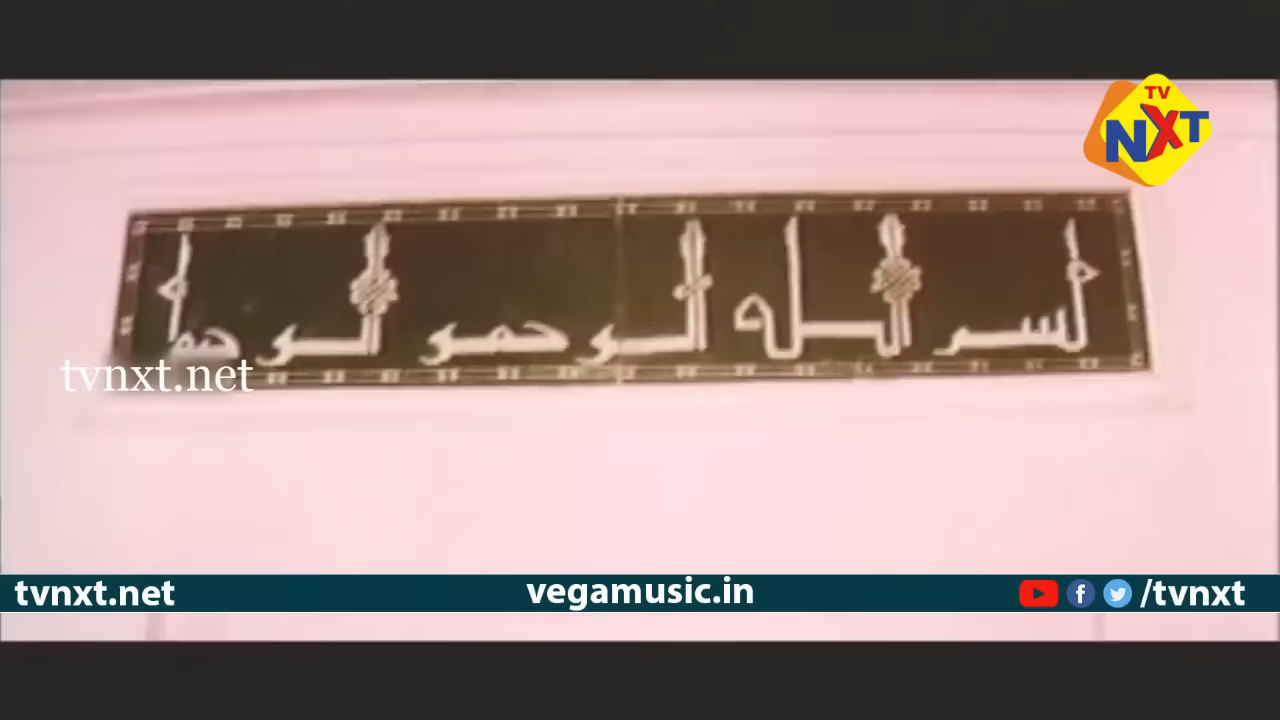 TV
NXT
بسم الله الرحمن الرحيم
tvnxt.net
tvnxt.net
vegamusic.in
/tvnxt